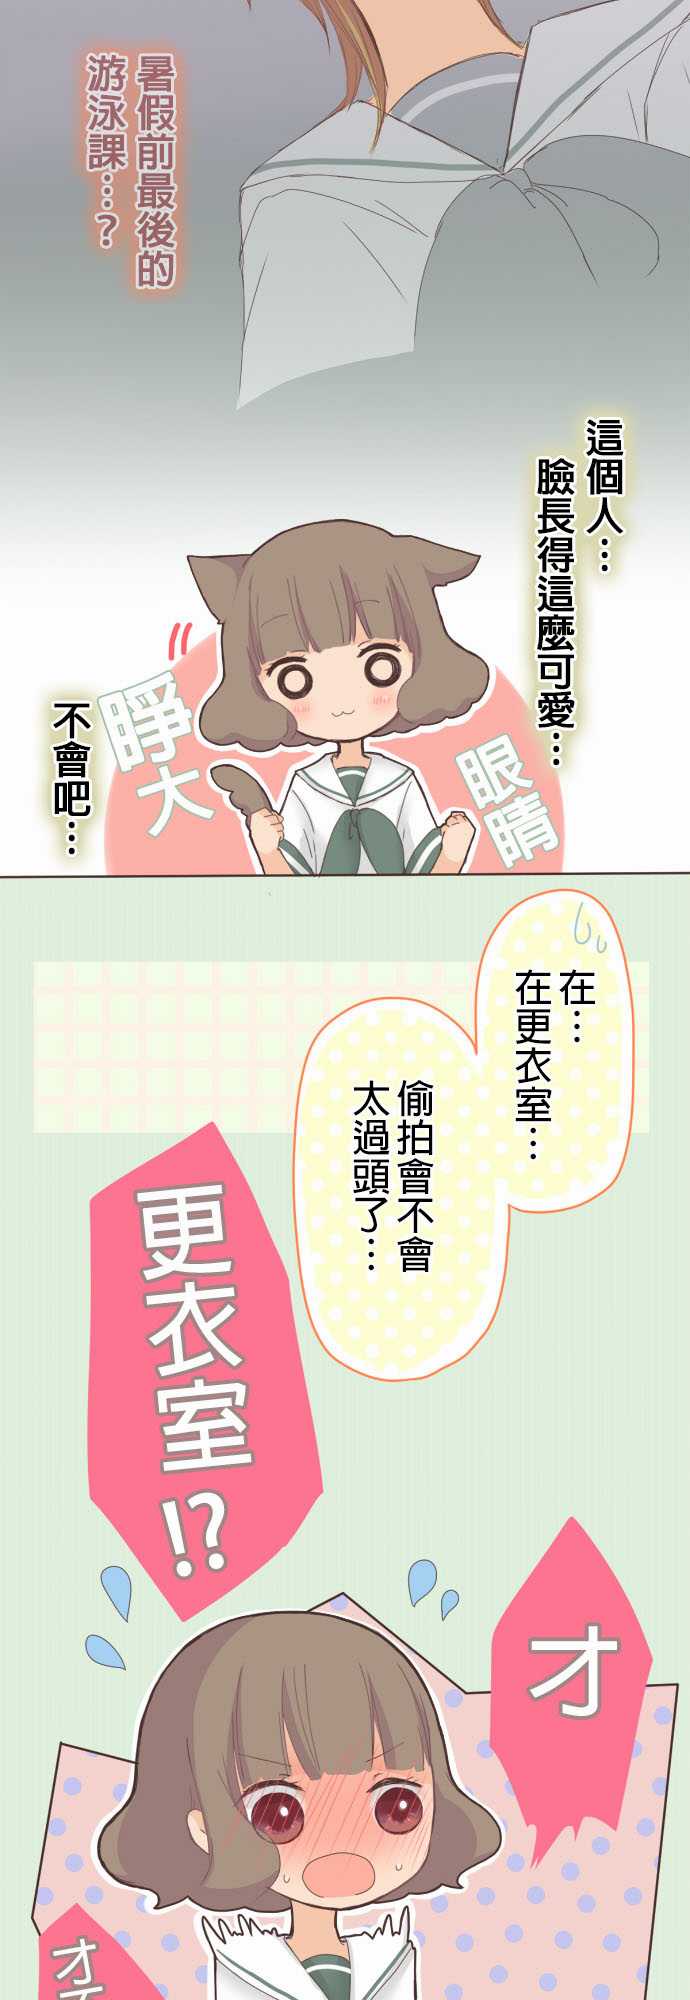 暑假前最後的
游泳課…?
這個人…
臉長得這麼可愛…
睜大
眼睛
不會吧…
在…
在更衣室…
偷拍會不會
太過頭了…
更衣室!?
才
才